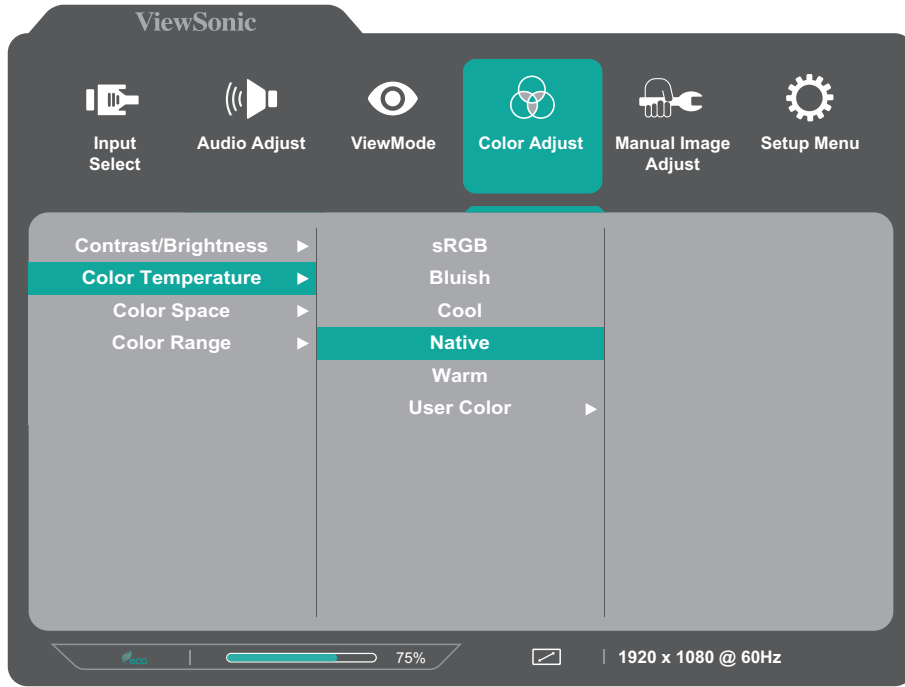 ViewSonic
Input
Select
Audio Adjust
ViewMode
Color Adjust
Manual Image
Adjust
Setup Menu
Contrast/Brightness
Color Temperature
Color Space
Color Range
sRGB
Bluish
Cool
Native
Warm
User Color
eco
75%
1920 x 1080 @ 60Hz